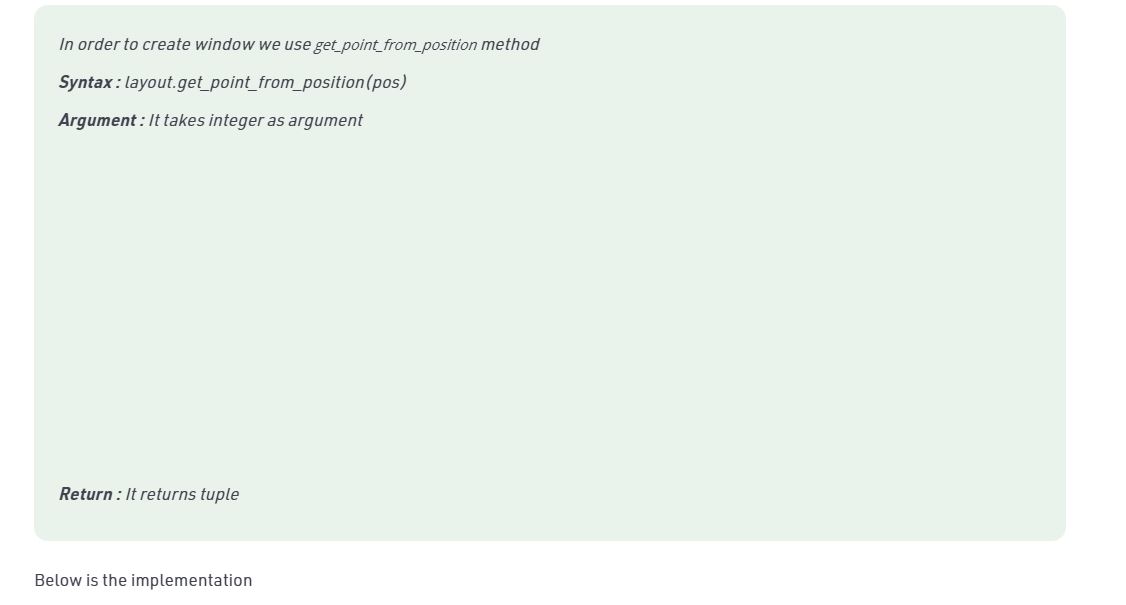 In order to create window we use get_point_from_position method
Syntax : layout.get_point_from_position(pos)
Argument : It takes integer as argument
Return : It returns tuple
Below is the implementation